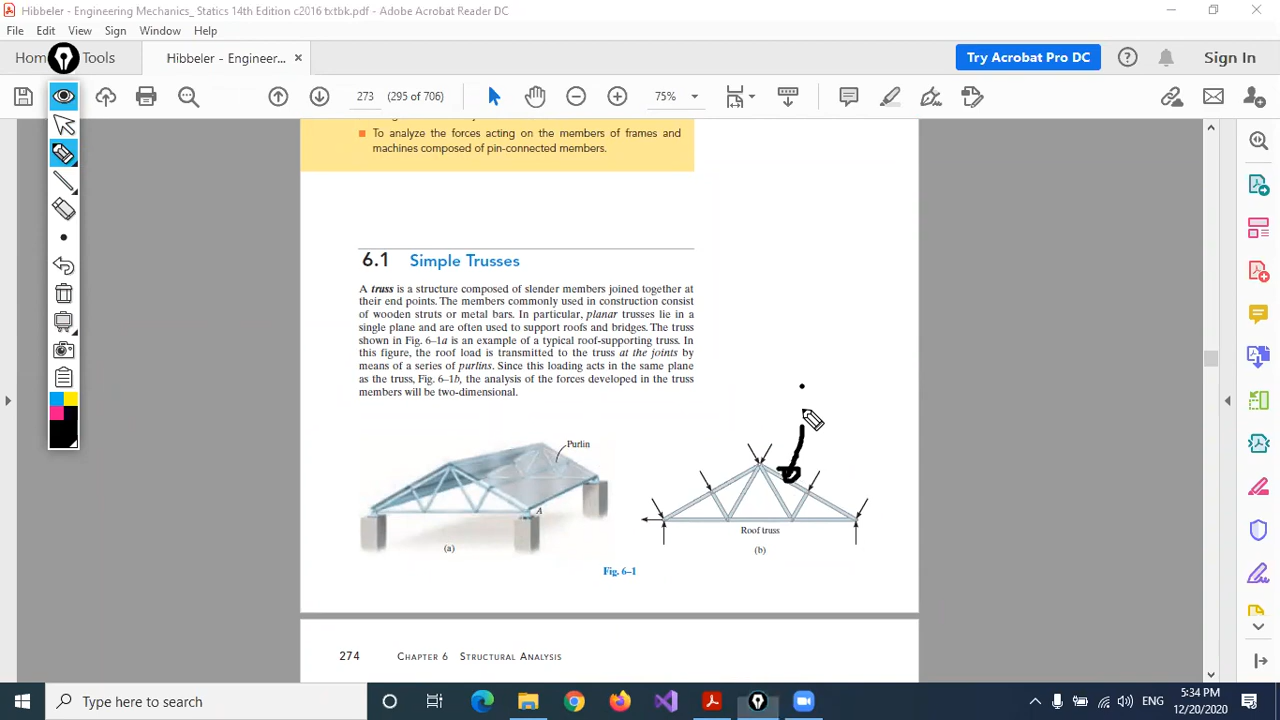 Hibbeler - Engineering Mechanics_ Statics 14th Edition c2016 txtbk.pdf - Adobe Acrobat Reader DC
File Edit View Sign Window Help
Hom Tools Hibbeler - Engineer... ×
Try Acrobat Pro DC
Sign In
273 (295 of 706) 75%
To analyze the forces acting on the members of frames and
machines composed of pin-connected members.
6.1 Simple Trusses
A truss is a structure composed of slender members joined together at
their end points. The members commonly used in construction consist
of wooden struts or metal bars. In particular, planar trusses lie in a
single plane and are often used to support roofs and bridges. The truss
shown in Fig. 6–1a is an example of a typical roof-supporting truss. In
this figure, the roof load is transmitted to the truss at the joints by
means of a series of purlins. Since this loading acts in the same plane
as the truss, Fig. 6–1b, the analysis of the forces developed in the truss
members will be two-dimensional.
Purlin
A
(a)
Roof truss
(b)
Fig. 6–1
274 CHAPTER 6 STRUCTURAL ANALYSIS
Type here to search
ENG
5:34 PM
12/20/2020